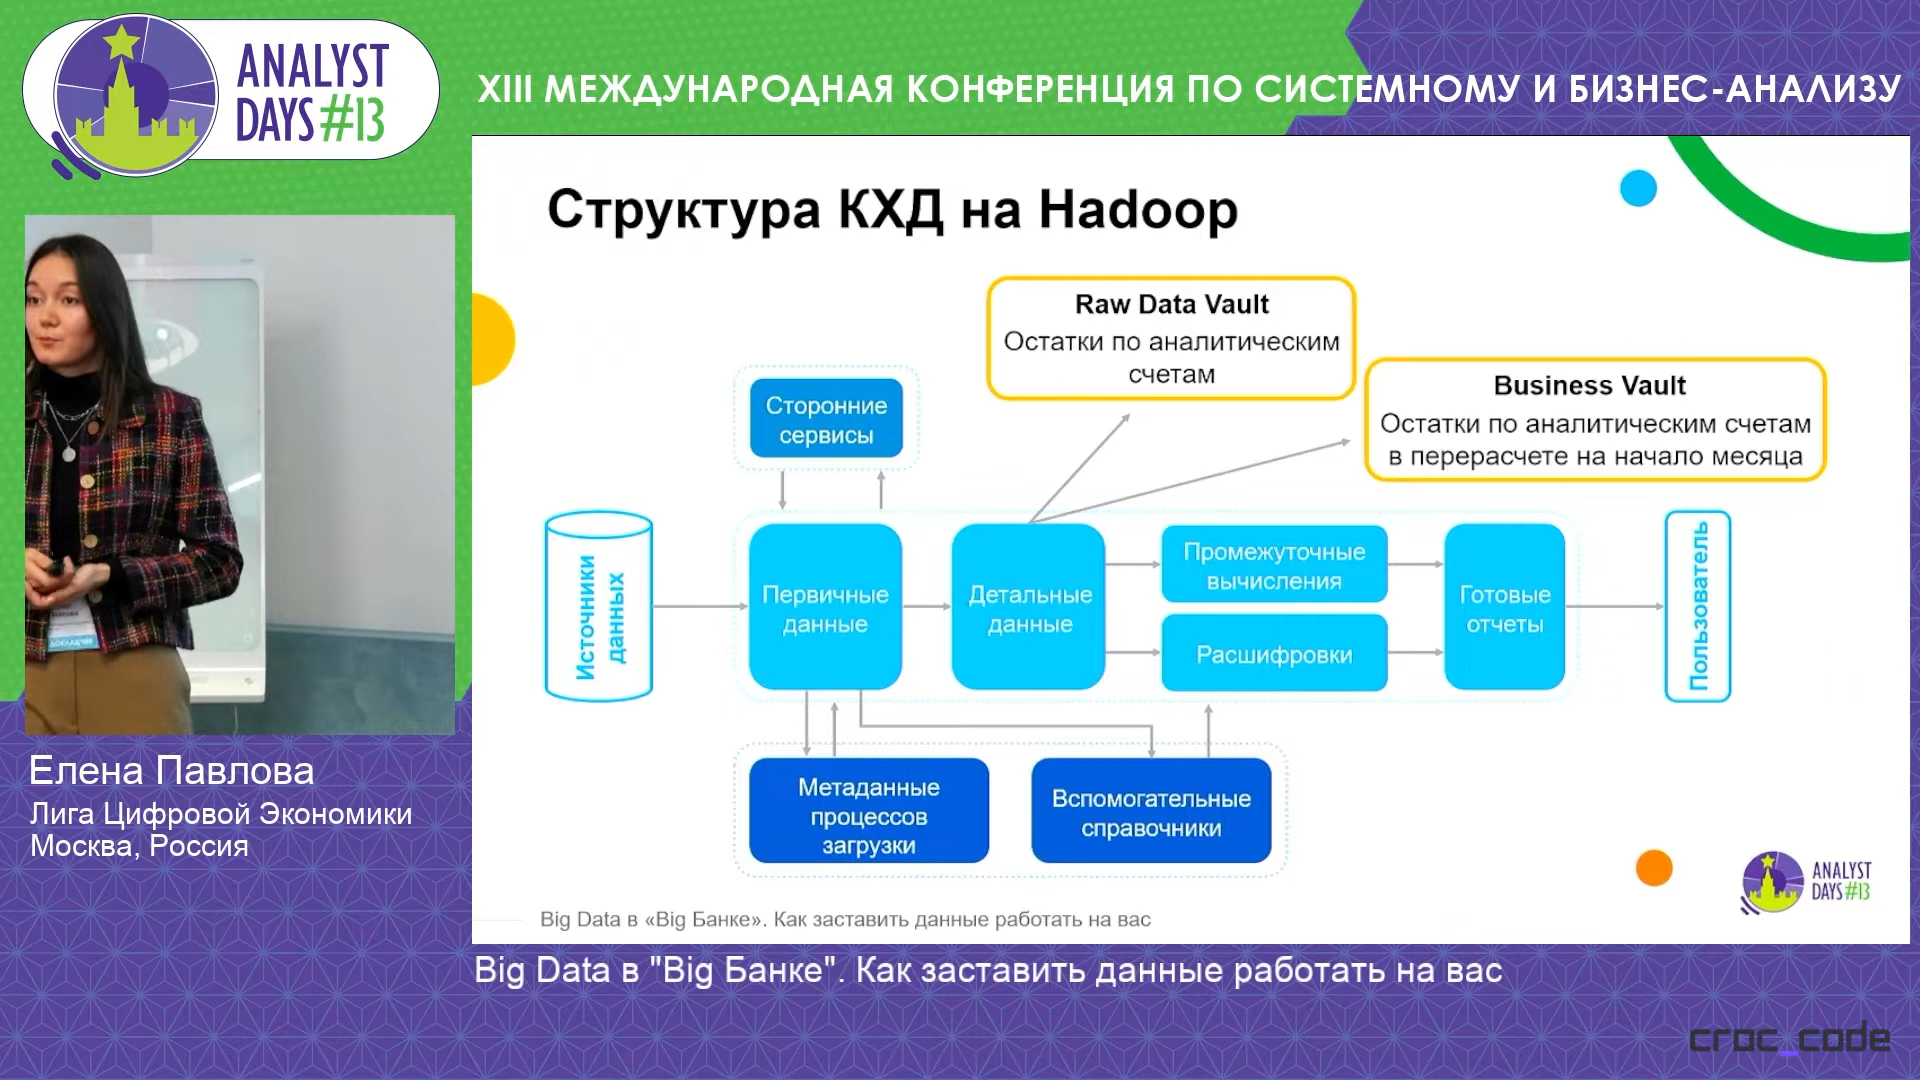 ANALYST
DAYS #13
XIII МЕЖДУНАРОДНАЯ КОНФЕРЕНЦИЯ ПО СИСТЕМНОМУ И БИЗНЕС-АНАЛИЗУ
Структура КХД на Hadoop
Raw Data Vault
Остатки по аналитическим
счетам
Business Vault
Остатки по аналитическим счетам
в перерасчете на начало месяца
Сторонние
сервисы
Источники
данных
Первичные
данные
Детальные
данные
Промежуточные
вычисления
Расшифровки
Готовые
отчеты
Пользователь
Метаданные
процессов
загрузки
Вспомогательные
справочники
ANALYST
DAYS #13
Big Data в «Big Банке». Как заставить данные работать на вас
Елена Павлова
Лига Цифровой Экономики
Москва, Россия
Big Data в "Big Банке". Как заставить данные работать на вас
croc_code